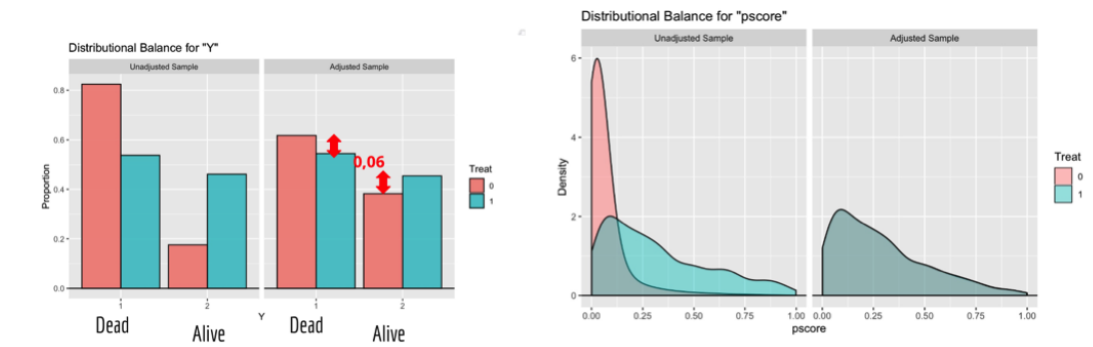 Distributional Balance for "Y"
Unadjusted Sample
Adjusted Sample
0.8
0.6
0.4
0.2
0.0
Proportion
0,06
1
2
1
2
Y
Dead
Alive
Dead
Alive
Treat
0
1
Distributional Balance for "pscore"
Unadjusted Sample
Adjusted Sample
6
4
2
0
Density
0.00
0.25
0.50
0.75
1.00
0.00
0.25
0.50
0.75
1.00
pscore
Treat
0
1